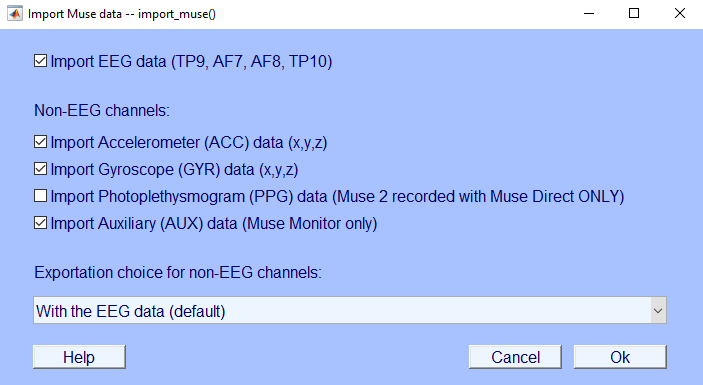 Import Muse data -- import_muse()
Import EEG data (TP9, AF7, AF8, TP10)
Non-EEG channels:
Import Accelerometer (ACC) data (x,y,z)
Import Gyroscope (GYR) data (x,y,z)
Import Photoplethysmogram (PPG) data (Muse 2 recorded with Muse Direct ONLY)
Import Auxiliary (AUX) data (Muse Monitor only)
Exportation choice for non-EEG channels:
With the EEG data (default)
Help Cancel Ok